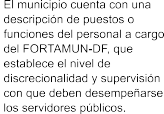 El municipio cuenta con una
descripción de puestos o
funciones del personal a cargo
del FORTAMUN-DF, que
establece el nivel de
discrecionalidad y supervisión
con que deben desempeñarse
los servidores públicos.